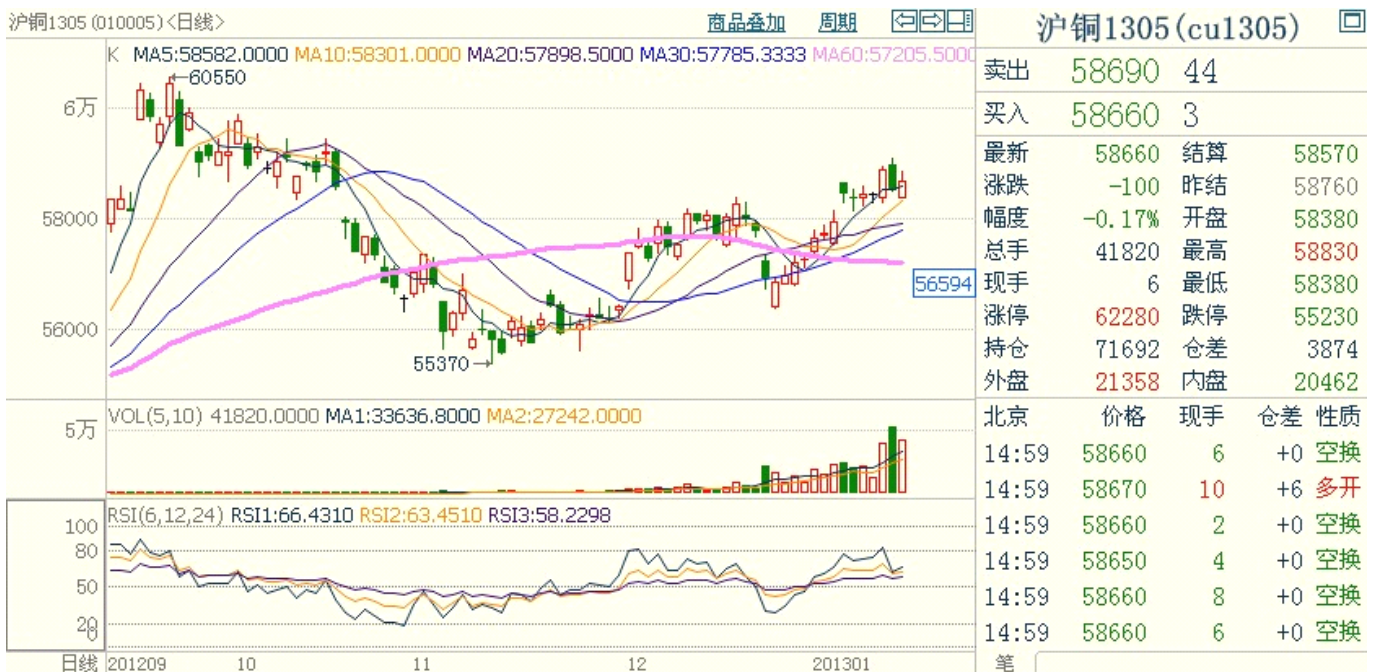 沪铜1305 (010005)<日线>
商品叠加 周期
K MA5:58582.0000 MA10:58301.0000 MA20:57898.5000 MA30:57785.3333 MA60:57205.5000
60550
6万
58000
56594
56000
55370
VOL(5,10) 41820.0000 MA1:33636.8000 MA2:27242.0000
5万
RSI(6,12,24) RSI1:66.4310 RSI2:63.4510 RSI3:58.2298
100
80
50
20
0
日线 201209 10 11 12 201301
沪铜1305(cu1305)
卖出 58690 44
买入 58660 3
最新 58660 结算 58570
涨跌 -100 昨结 58760
幅度 -0.17% 开盘 58380
总手 41820 最高 58830
现手 6 最低 58380
涨停 62280 跌停 55230
持仓 71692 仓差 3874
外盘 21358 内盘 20462
北京 价格 现手 仓差 性质
14:59 58660 6 +0 空换
14:59 58670 10 +6 多开
14:59 58660 2 +0 空换
14:59 58650 4 +0 空换
14:59 58660 8 +0 空换
14:59 58660 6 +0 空换
笔